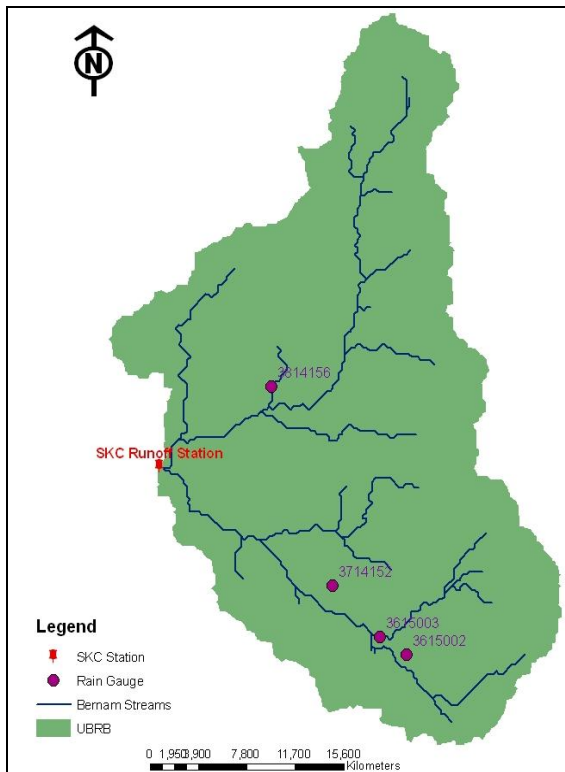 N
3814156
SKC Runoff Station
3714152
3615003
3615002
Legend
SKC Station
Rain Gauge
Bernam Streams
UBRB
0 1,950 3,900 7,800 11,700 15,600
Kilometers